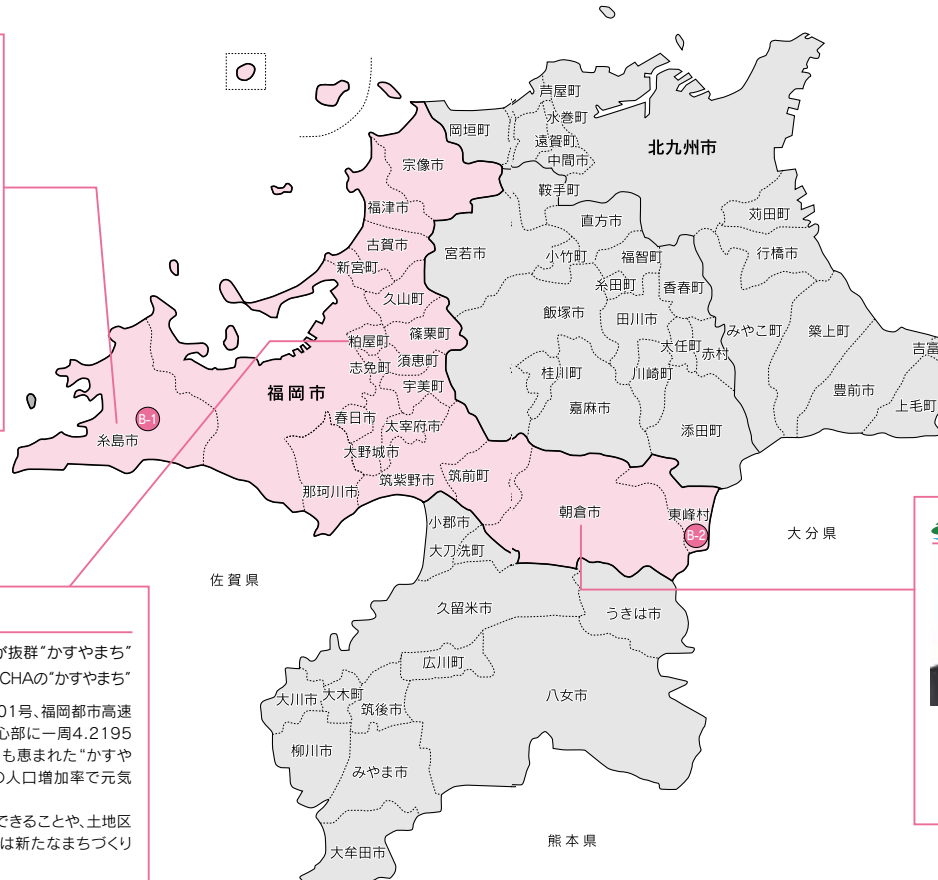 芦屋町
水巻町
岡垣町
遠賀町
中間市
北九州市
宗像市
鞍手町
福津市
直方市
苅田町
古賀市
宮若市
小竹町
福智町
行橋市
新宮町
糸田町
香春町
久山町
飯塚市
田川市
みやこ町
築上町
篠栗町
粕屋町
大任町
赤村
吉富
須恵町
志免町
桂川町
川崎町
宇美町
豊前市
福岡市
嘉麻市
上毛町
春日市
太宰府市
添田町
B-1
糸島市
大野城市
筑紫野市
筑前町
那珂川市
朝倉市
東峰村
小郡市
B-2
大分県
大刀洗町
佐賀県
久留米市
うきは市
広川町
大川市
大木町
筑後市
八女市
柳川市
みやま市
熊本県
大牟田市
が抜群“かすやまち”
CHAの“かすやまち”
01号、福岡都市高速
心部に一周4.2195
も恵まれた“かすや
の人口増加率で元気
できることや、土地区
は新たなまちづくり